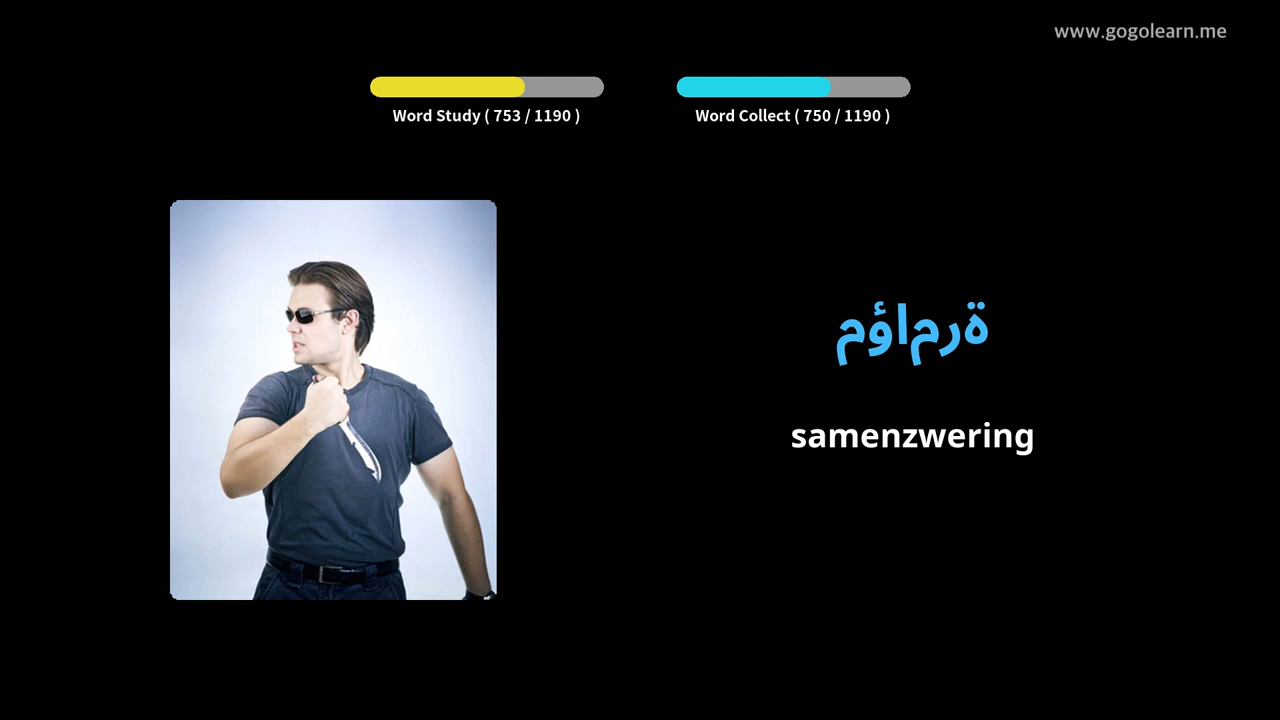 www.gogolearn.me
Word Study ( 753 / 1190 )
Word Collect ( 750 / 1190 )
مؤامرة
samenzwering